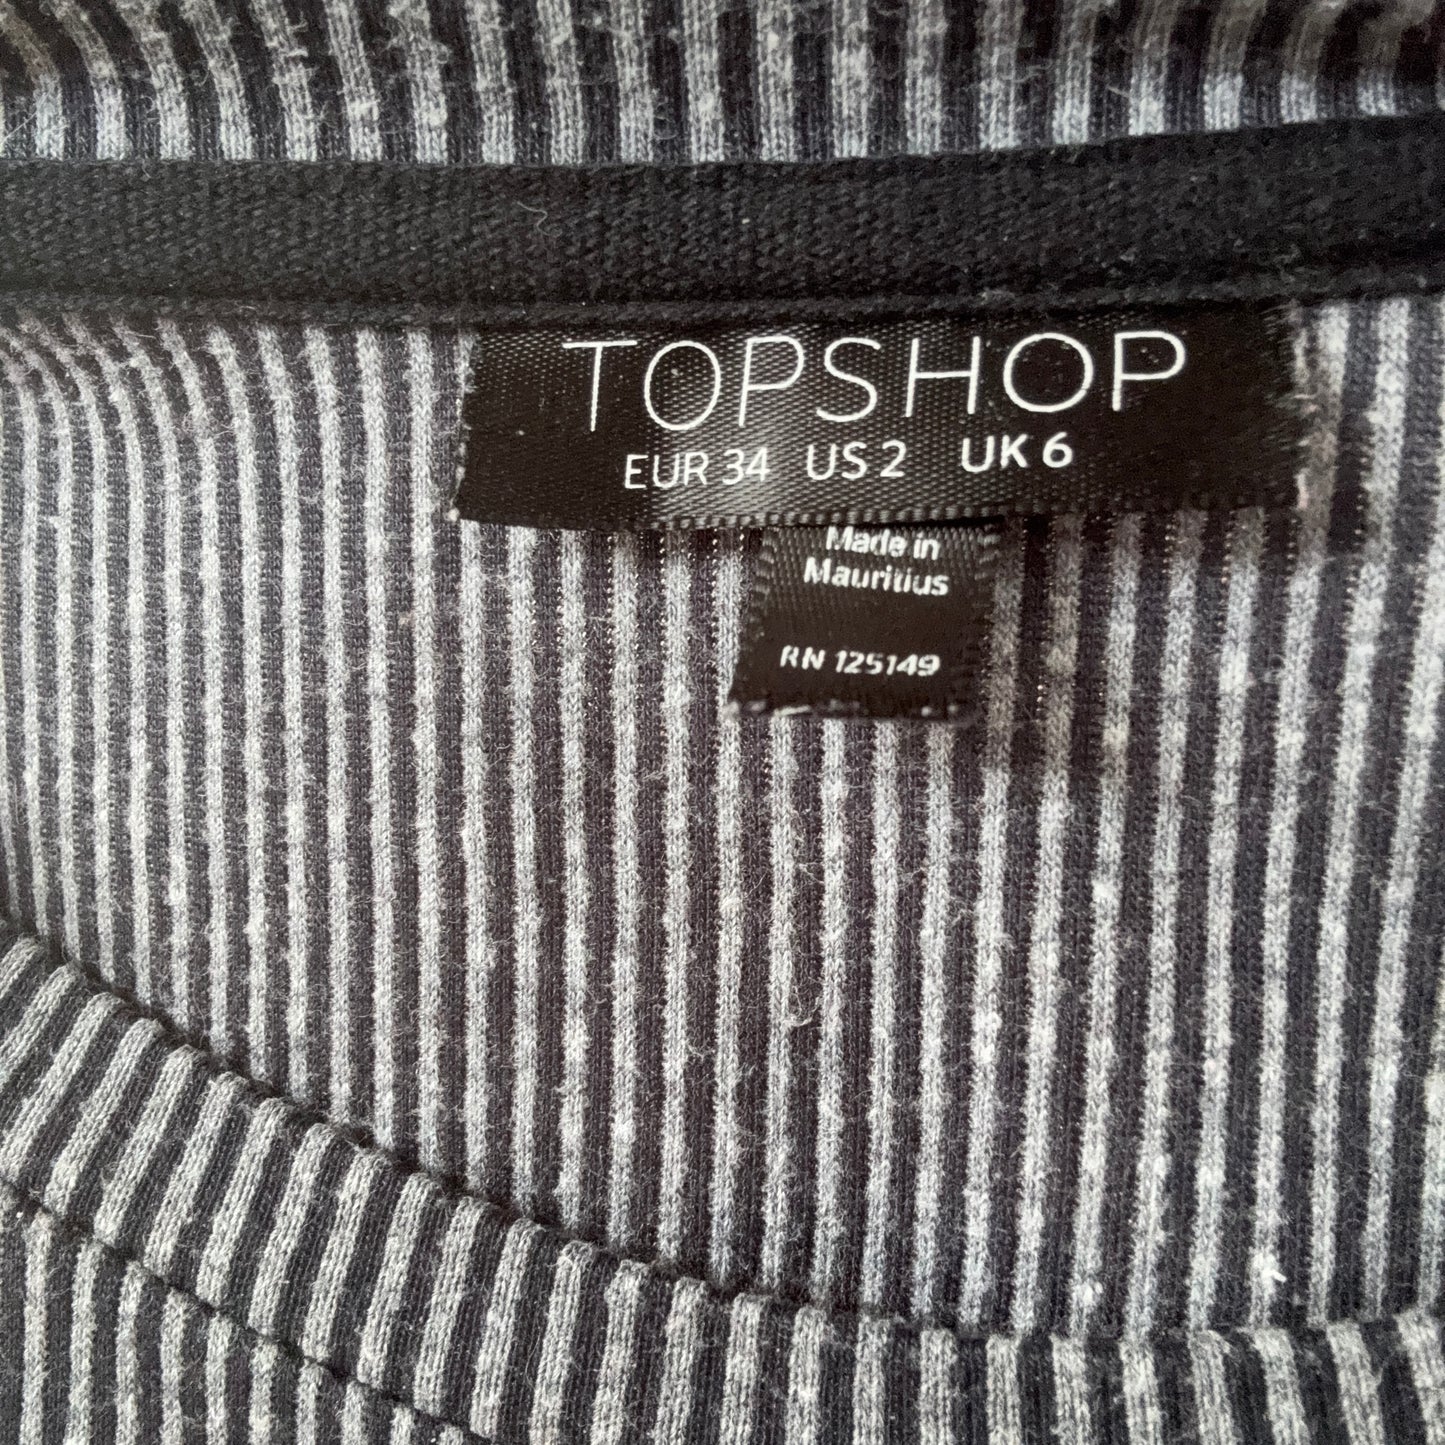 TOPSHOP
EUR 34 US 2 UK 6
Made in
Mauritius
RN 125149